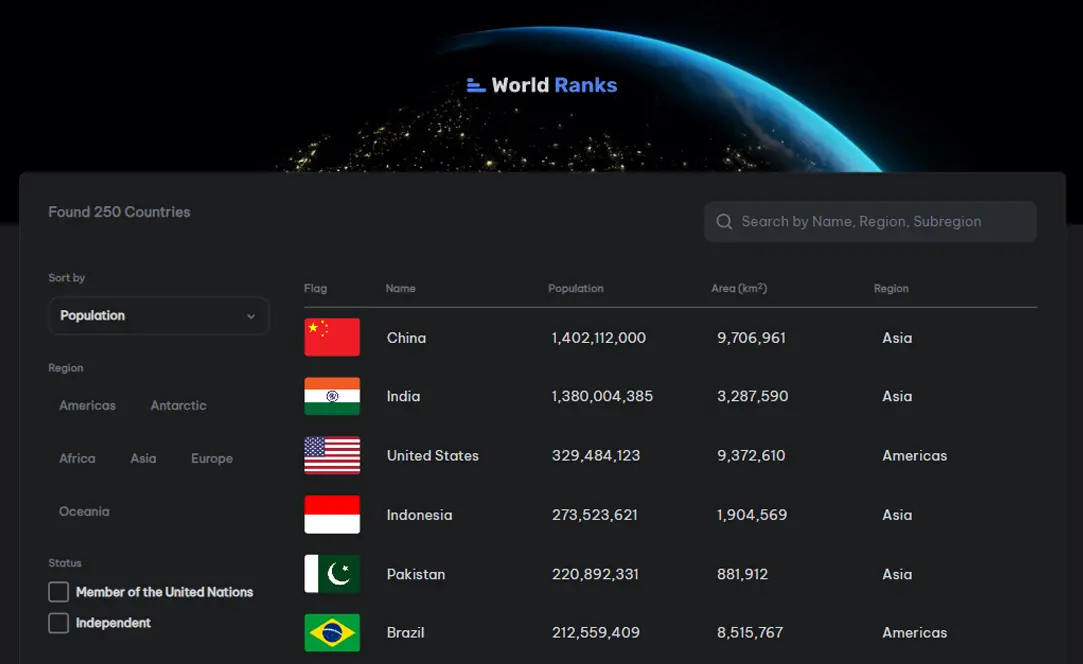 World Ranks
Found 250 Countries
Search by Name, Region, Subregion
Sort by
Population
Region
Americas Antarctic
Africa Asia Europe
Oceania
Status
Member of the United Nations
Independent
Flag Name Population Area (km²) Region
China 1,402,112,000 9,706,961 Asia
India 1,380,004,385 3,287,590 Asia
United States 329,484,123 9,372,610 Americas
Indonesia 273,523,621 1,904,569 Asia
Pakistan 220,892,331 881,912 Asia
Brazil 212,559,409 8,515,767 Americas